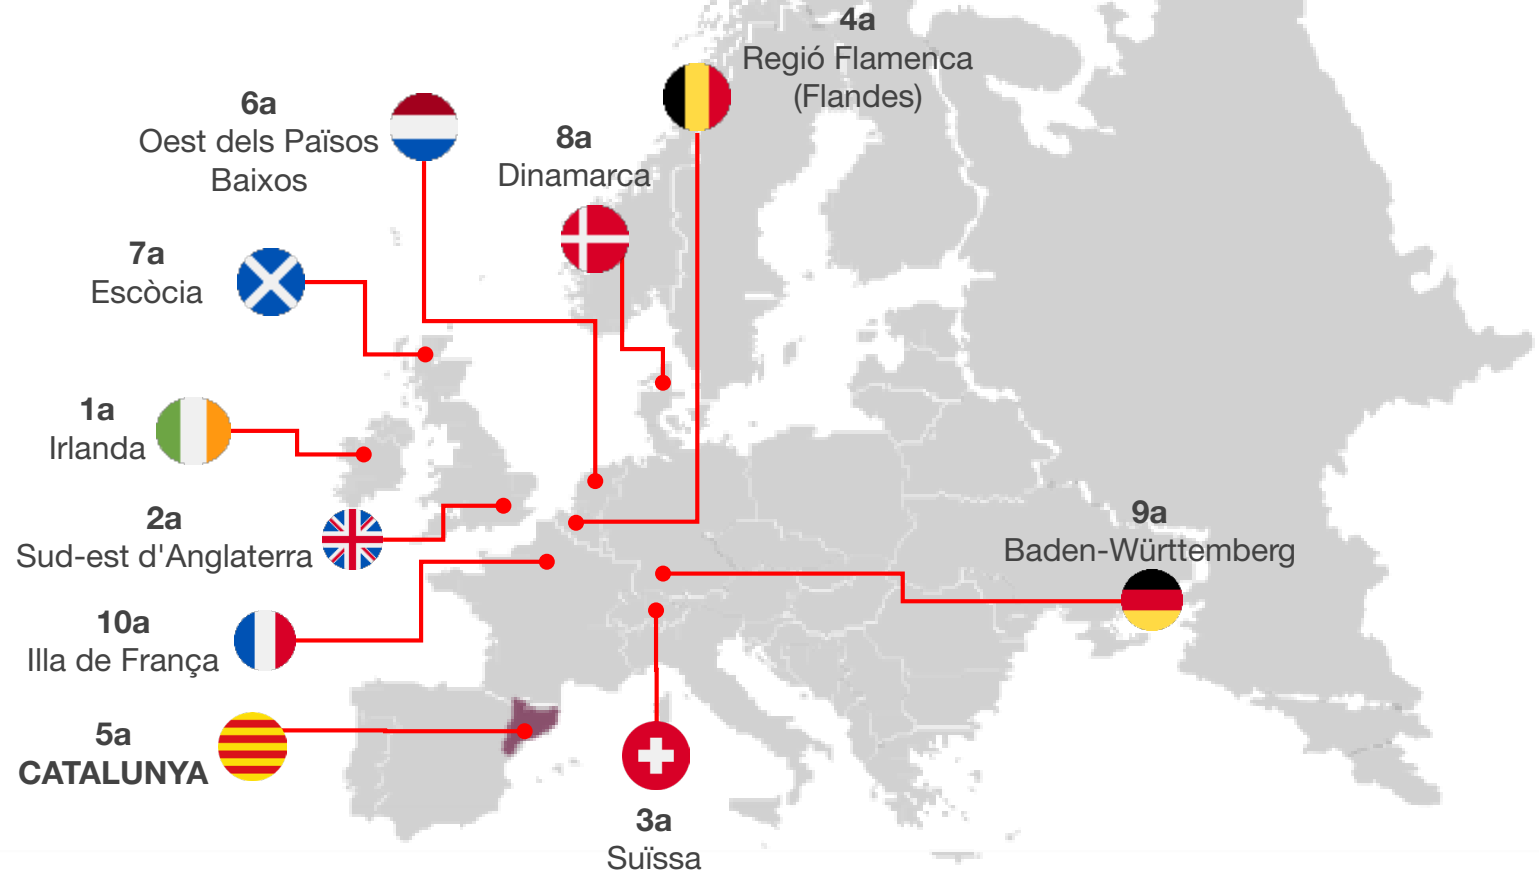 4a
Regió Flamenca
(Flandes)
6a
Oest dels Països
Baixos
8a
Dinamarca
7a
Escòcia
1a
Irlanda
2a
Sud-est d'Anglaterra
9a
Baden-Württemberg
10a
Illa de França
5a
CATALUNYA
3a
Suïssa